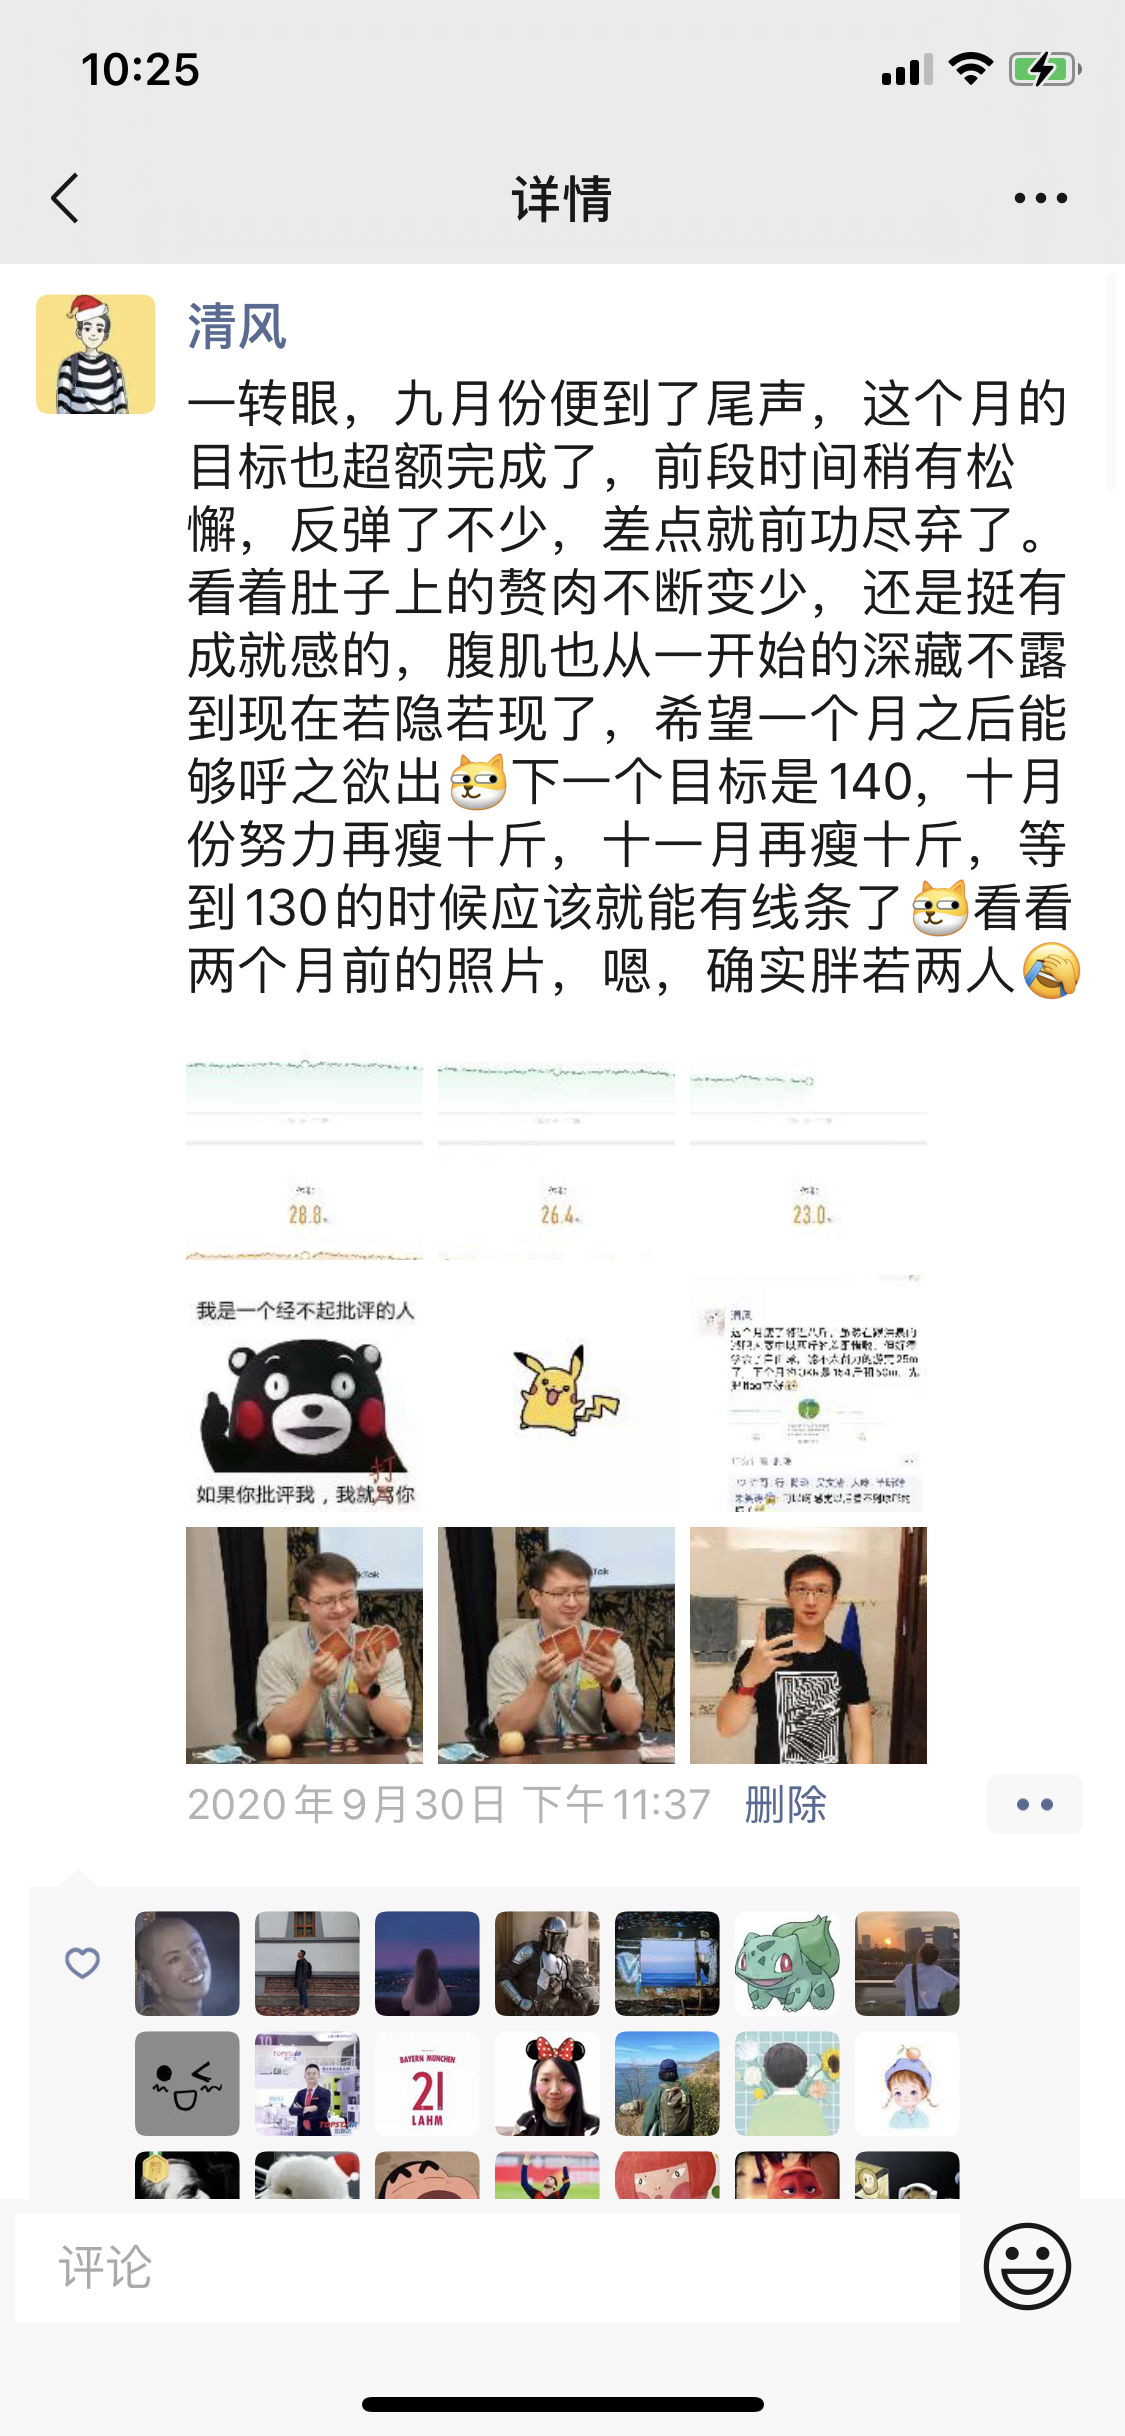 10:25
详情
清风
一转眼，九月份便到了尾声，这个月的
目标也超额完成了，前段时间稍有松
懈，反弹了不少，差点就前功尽弃了。
看着肚子上的赘肉不断变少，还是挺有
成就感的，腹肌也从一开始的深藏不露
到现在若隐若现了，希望一个月之后能
够呼之欲出下一个目标是140，十月
份努力再瘦十斤，十一月再瘦十斤，等
到130的时候应该就能有线条了看看
两个月前的照片，嗯，确实胖若两人
28.8
26.4
23.0
我是一个经不起批评的人
打
如果你批评我，我就骂你
清风
kTok
Tok
2020年9月30日 下午11:37 删除
TOPSTAR
BAYERN MÜNCHEN
21
LAHM
TOPSTAR
评论